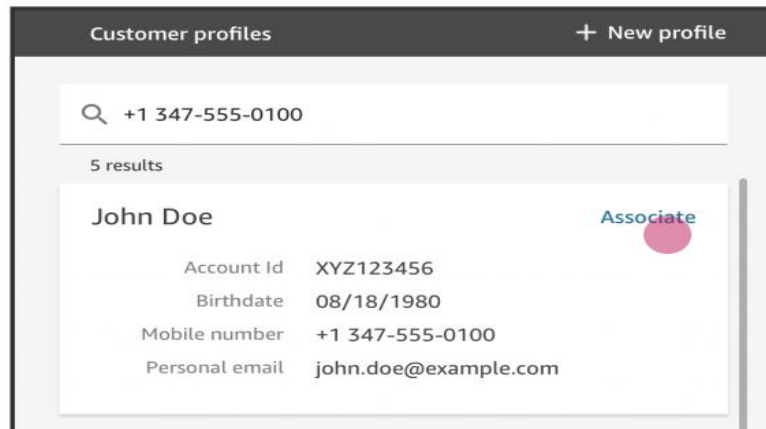 Customer profiles + New profile
+1 347-555-0100
5 results
John Doe Associate
Account Id XYZ123456
Birthdate 08/18/1980
Mobile number +1 347-555-0100
Personal email john.doe@example.com